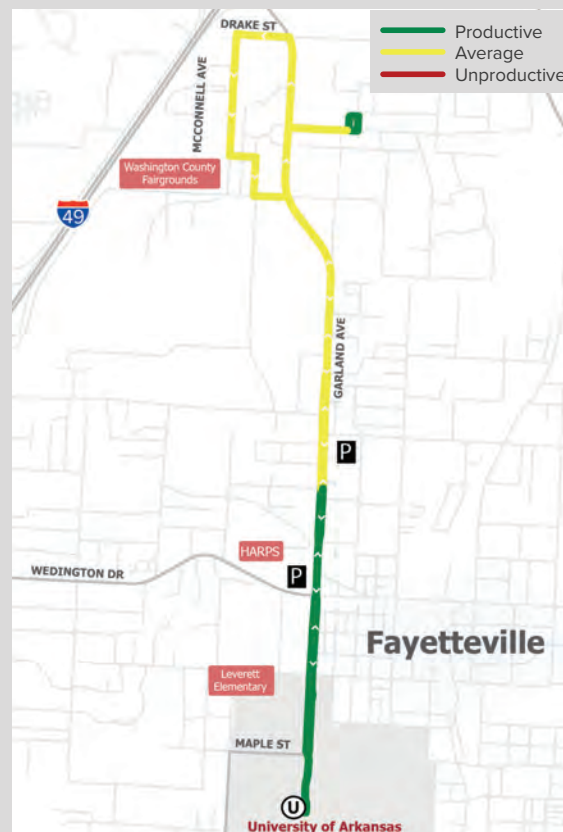 DRAKE ST
Productive
Average
Unproductive
MCCONNELL AVE
Washington County
Fairgrounds
49
GARLAND AVE
P
HARPS
P
WEDINGTON DR
Fayetteville
Leverett
Elementary
MAPLE ST
U
University of Arkansas